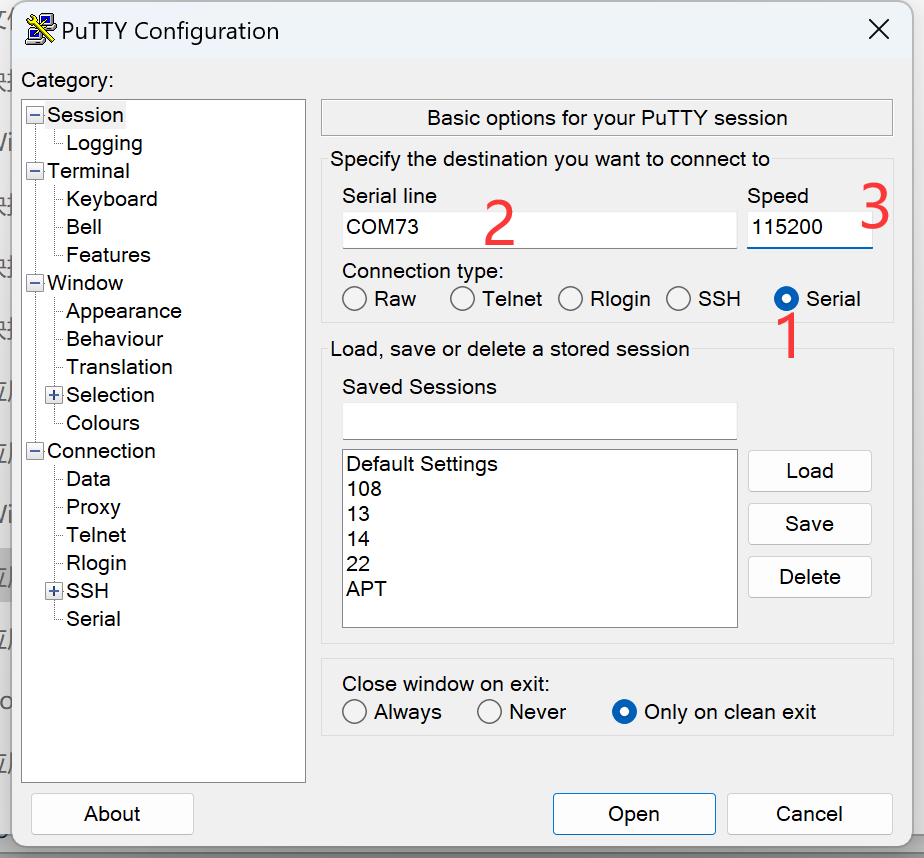 PuTTY Configuration
Category:
Session
Logging
Terminal
Keyboard
Bell
Features
Window
Appearance
Behaviour
Translation
Selection
Colours
Connection
Data
Proxy
Telnet
Rlogin
SSH
Serial
Basic options for your PuTTY session
Specify the destination you want to connect to
Serial line
Speed
COM73
2
115200
3
Connection type:
Raw
Telnet
Rlogin
SSH
Serial
1
Load, save or delete a stored session
Saved Sessions
Default Settings
108
13
14
22
APT
Load
Save
Delete
Close window on exit:
Always
Never
Only on clean exit
About
Open
Cancel